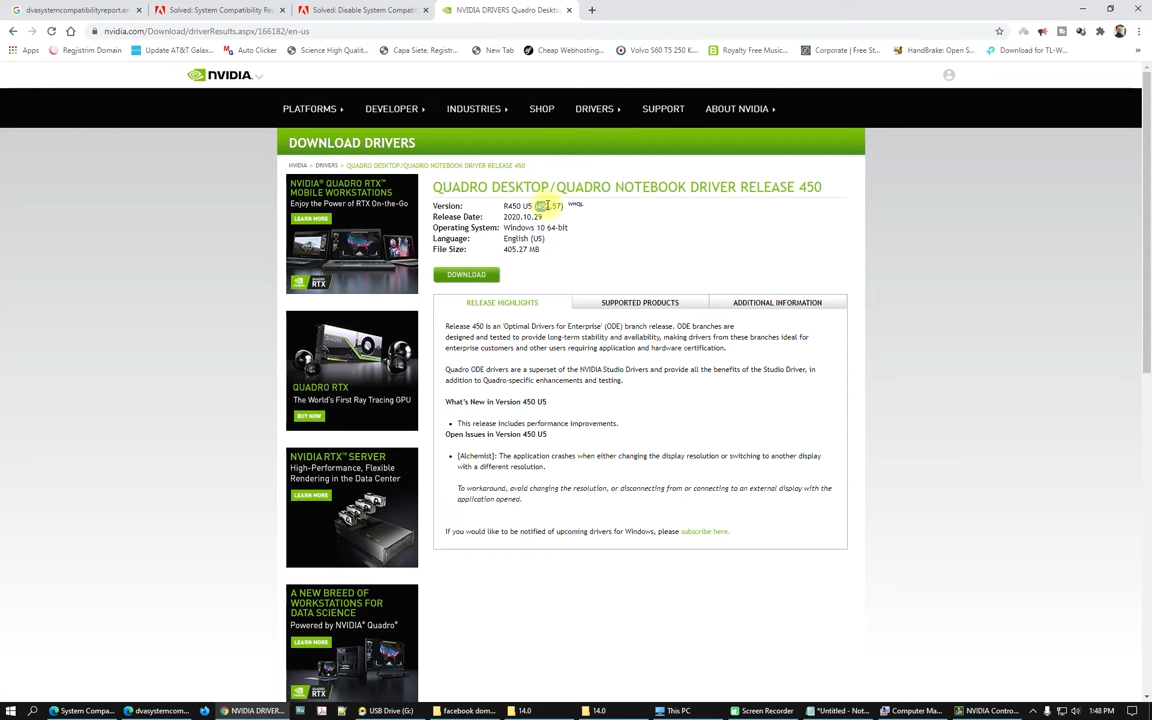 dvasystemcompatibilityreport.e
Solved: System Compatibility Re
Solved: Disable System Compati
NVIDIA DRIVERS Quadro Desktop
nvidia.com/Download/driverResults.aspx/166182/en-us
Apps
Regjistrim Domain
Update AT&T Galax...
Auto Clicker
Science High Qualit...
Capa Siete, Registr...
New Tab
Cheap Webhosting...
Volvo S60 T5 250 K...
Royalty Free Music...
Corporate | Free St...
HandBrake: Open S...
Download for TL-W...
»
NVIDIA.
PLATFORMS
DEVELOPER
INDUSTRIES
SHOP
DRIVERS
SUPPORT
ABOUT NVIDIA
DOWNLOAD DRIVERS
NVIDIA > DRIVERS > QUADRO DESKTOP/QUADRO NOTEBOOK DRIVER RELEASE 450
NVIDIA® QUADRO RTX™
MOBILE WORKSTATIONS
Enjoy the Power of RTX On-the-Go
LEARN MORE
NVIDIA
QUADRO
RTX
QUADRO RTX
The World's First Ray Tracing GPU
BUY NOW
NVIDIA RTX™ SERVER
High-Performance, Flexible
Rendering in the Data Center
LEARN MORE
A NEW BREED OF
WORKSTATIONS FOR
DATA SCIENCE
Powered by NVIDIA® Quadro®
LEARN MORE
NVIDIA
QUADRO
RTX
QUADRO DESKTOP/QUADRO NOTEBOOK DRIVER RELEASE 450
Version: R450 U5 WHQL
Release Date: 2020.10.29
Operating System: Windows 10 64-bit
Language: English (US)
File Size: 405.27 MB
DOWNLOAD
RELEASE HIGHLIGHTS
SUPPORTED PRODUCTS
ADDITIONAL INFORMATION
Release 450 is an 'Optimal Drivers for Enterprise' (ODE) branch release. ODE branches are
designed and tested to provide long-term stability and availability, making drivers from these branches ideal for
enterprise customers and other users requiring application and hardware certification.
Quadro ODE drivers are a superset of the NVIDIA Studio Drivers and provide all the benefits of the Studio Driver, in
addition to Quadro-specific enhancements and testing.
What's New in Version 450 U5
• This release includes performance improvements.
Open Issues in Version 450 U5
• [Alchemist]: The application crashes when either changing the display resolution or switching to another display
with a different resolution.
To workaround, avoid changing the resolution, or disconnecting from or connecting to an external display with the
application opened.
If you would like to be notified of upcoming drivers for Windows, please subscribe here.
System Compa...
dvasystemcom...
NVIDIA DRIVER...
USB Drive (G:)
facebook dom...
14.0
14.0
This PC
Screen Recorder
*Untitled - Not...
Computer Ma...
NVIDIA Contro...
1:48 PM